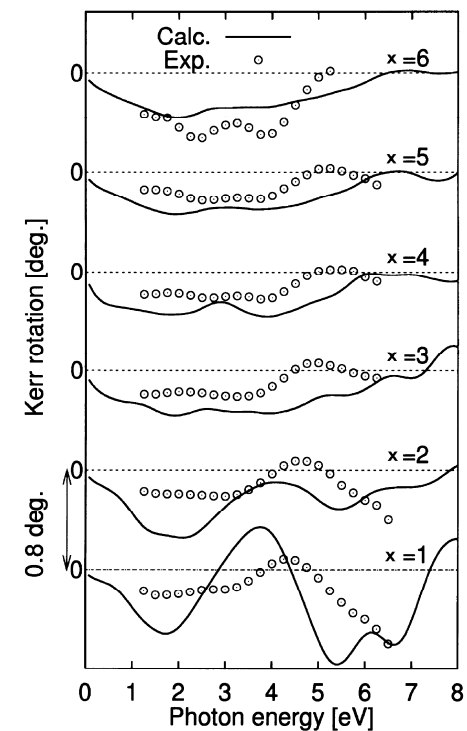 Calc.
Exp.
0
x =6
0
x =5
0
x =4
0
x =3
0
x =2
0
x =1
Kerr rotation [deg.]
0.8 deg.
0 1 2 3 4 5 6 7 8
Photon energy [eV]